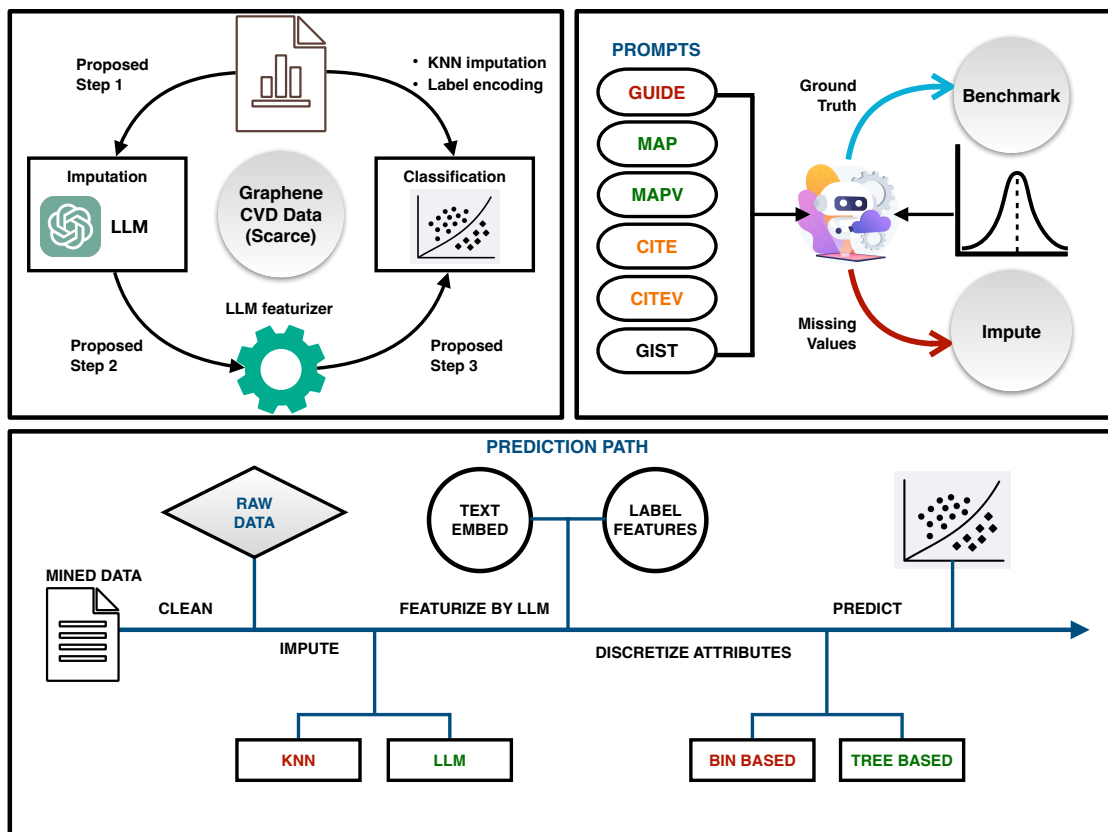 Proposed
Step 1
• KNN imputation
• Label encoding
Imputation
LLM
Graphene
CVD Data
(Scarce)
Classification
LLM featurizer
Proposed
Step 2
Proposed
Step 3
PROMPTS
GUIDE
MAP
MAPV
CITE
CITEV
GIST
Ground
Truth
Benchmark
Missing
Values
Impute
PREDICTION PATH
RAW
DATA
TEXT
EMBED
LABEL
FEATURES
MINED DATA
CLEAN
FEATURIZE BY LLM
PREDICT
IMPUTE
DISCRETIZE ATTRIBUTES
KNN
LLM
BIN BASED
TREE BASED